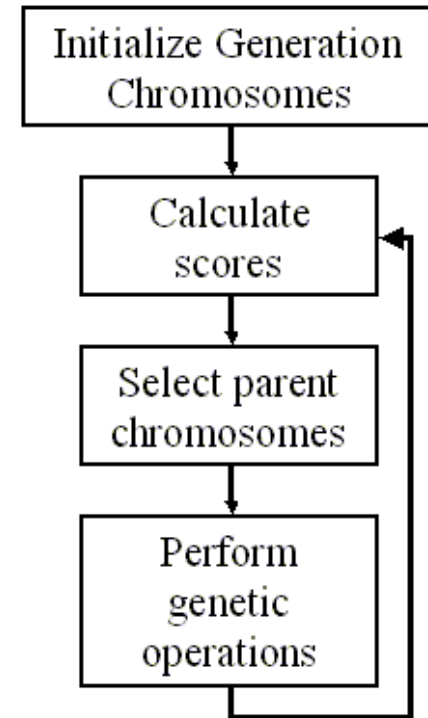 Initialize Generation
Chromosomes
Calculate
scores
Select parent
chromosomes
Perform
genetic
operations